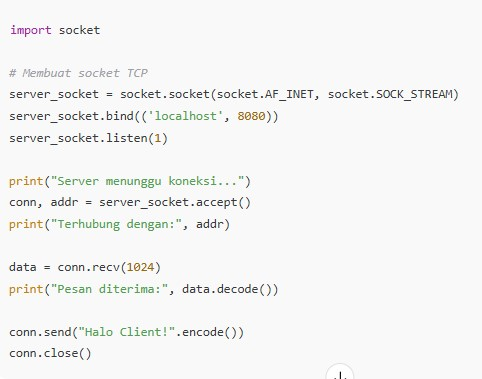 import socket
# Membuat socket TCP
server_socket = socket.socket(socket.AF_INET, socket.SOCK_STREAM)
server_socket.bind(('localhost', 8080))
server_socket.listen(1)
print("Server menunggu koneksi...")
conn, addr = server_socket.accept()
print("Terhubung dengan:", addr)
data = conn.recv(1024)
print("Pesan diterima:", data.decode())
conn.send("Halo Client!".encode())
conn.close()